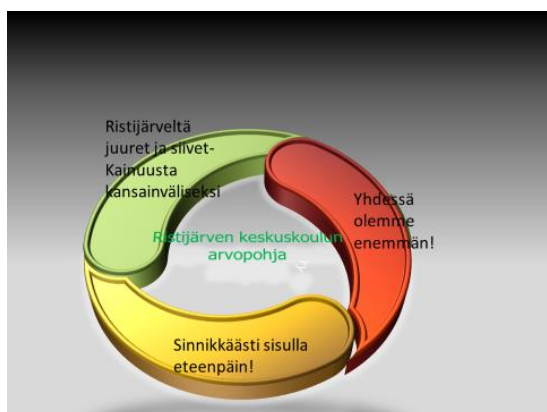 Ristijärveltä
juuret ja siivet-
Kainuusta
kansainväliseksi
Yhdessä
olemme
enemmän!
Ristijärven keskuskoulun
arvopohja
Sinnikkäästi sisulla
eteenpäin!